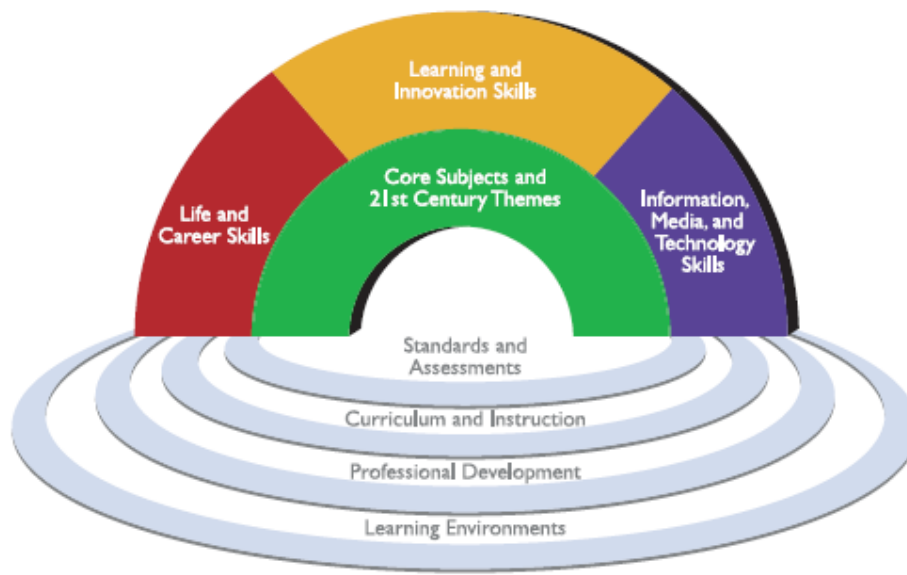 Learning and
Innovation Skills
Core Subjects and
21st Century Themes
Life and
Career Skills
Information,
Media, and
Technology
Skills
Standards and
Assessments
Curriculum and Instruction
Professional Development
Learning Environments